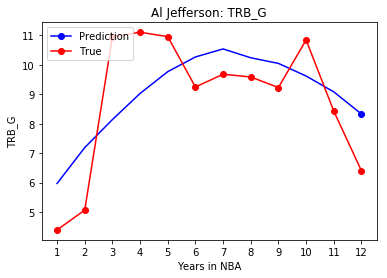 Al Jefferson: TRB_G
Prediction
True
11
10
9
8
7
6
5
TRB_G
1 2 3 4 5 6 7 8 9 10 11 12
Years in NBA